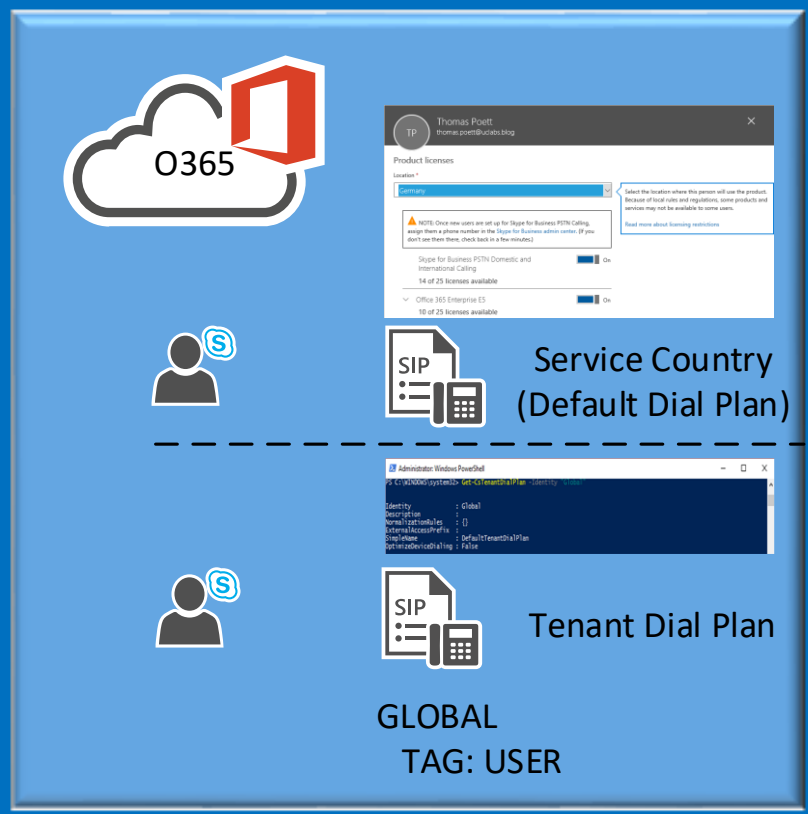 O365
TP
Thomas Poett
thomas.poett@uclabs.blog
×
Product licenses
Location *
Germany
Select the location where this person will use the product.
Because of local rules and regulations, some products and
services may not be available to some users.
Read more about licensing restrictions
NOTE: Once new users are set up for Skype for Business PSTN Calling,
assign them a phone number in the Skype for Business admin center. (If you
don't see them there, check back in a few minutes.)
Skype for Business PSTN Domestic and
International Calling
On
14 of 25 licenses available
Office 365 Enterprise E5
On
10 of 25 licenses available
S
SIP
Service Country
(Default Dial Plan)
Administrator: Windows PowerShell
PS C:\WINDOWS\system32> Get-CsTenantDialPlan -Identity "Global"
Identity : Global
Description :
NormalizationRules : {}
ExternalAccessPrefix :
SimpleName : DefaultTenantDialPlan
OptimizeDeviceDialing : False
S
SIP
Tenant Dial Plan
GLOBAL
TAG: USER